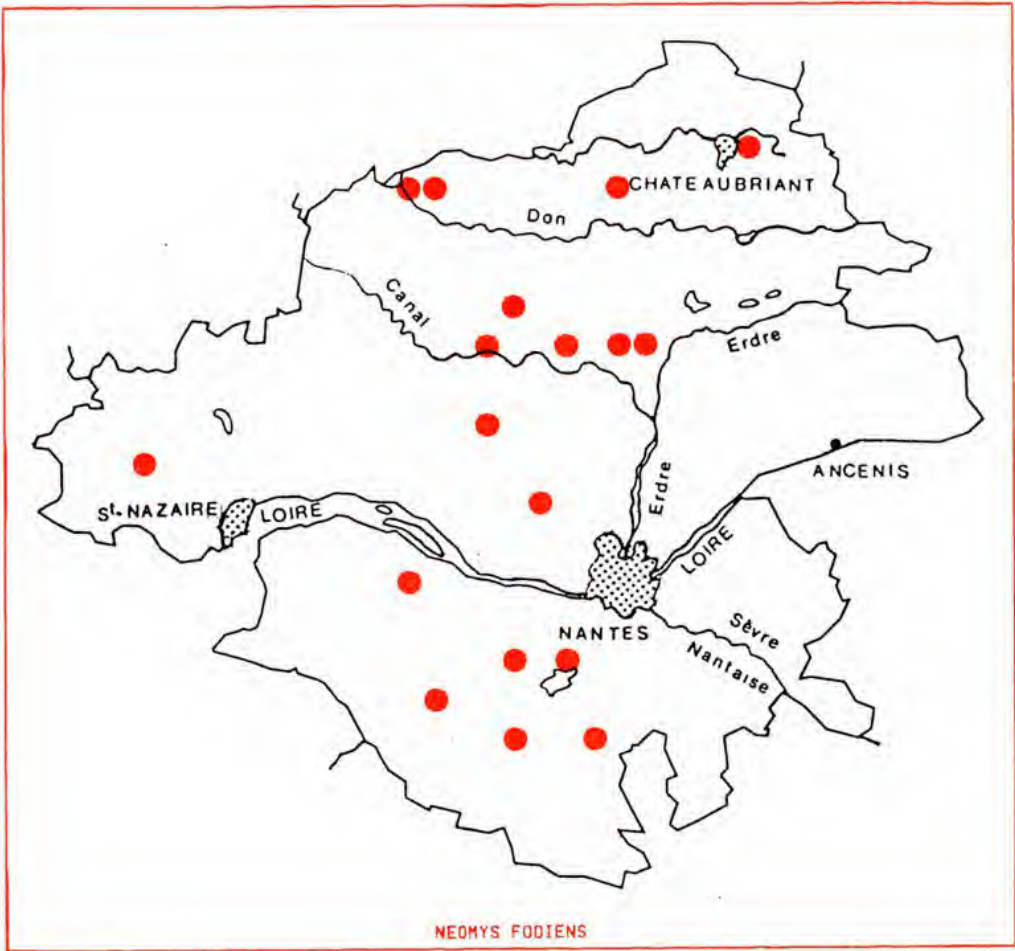 CHATEAUBRIANT
Don
Canal
Erdre
ANCENIS
Erdre
St-NAZAIRE
LOIRE
LOIRE
NANTES
Sèvre
Nantaise
NEOMYS FODIENS